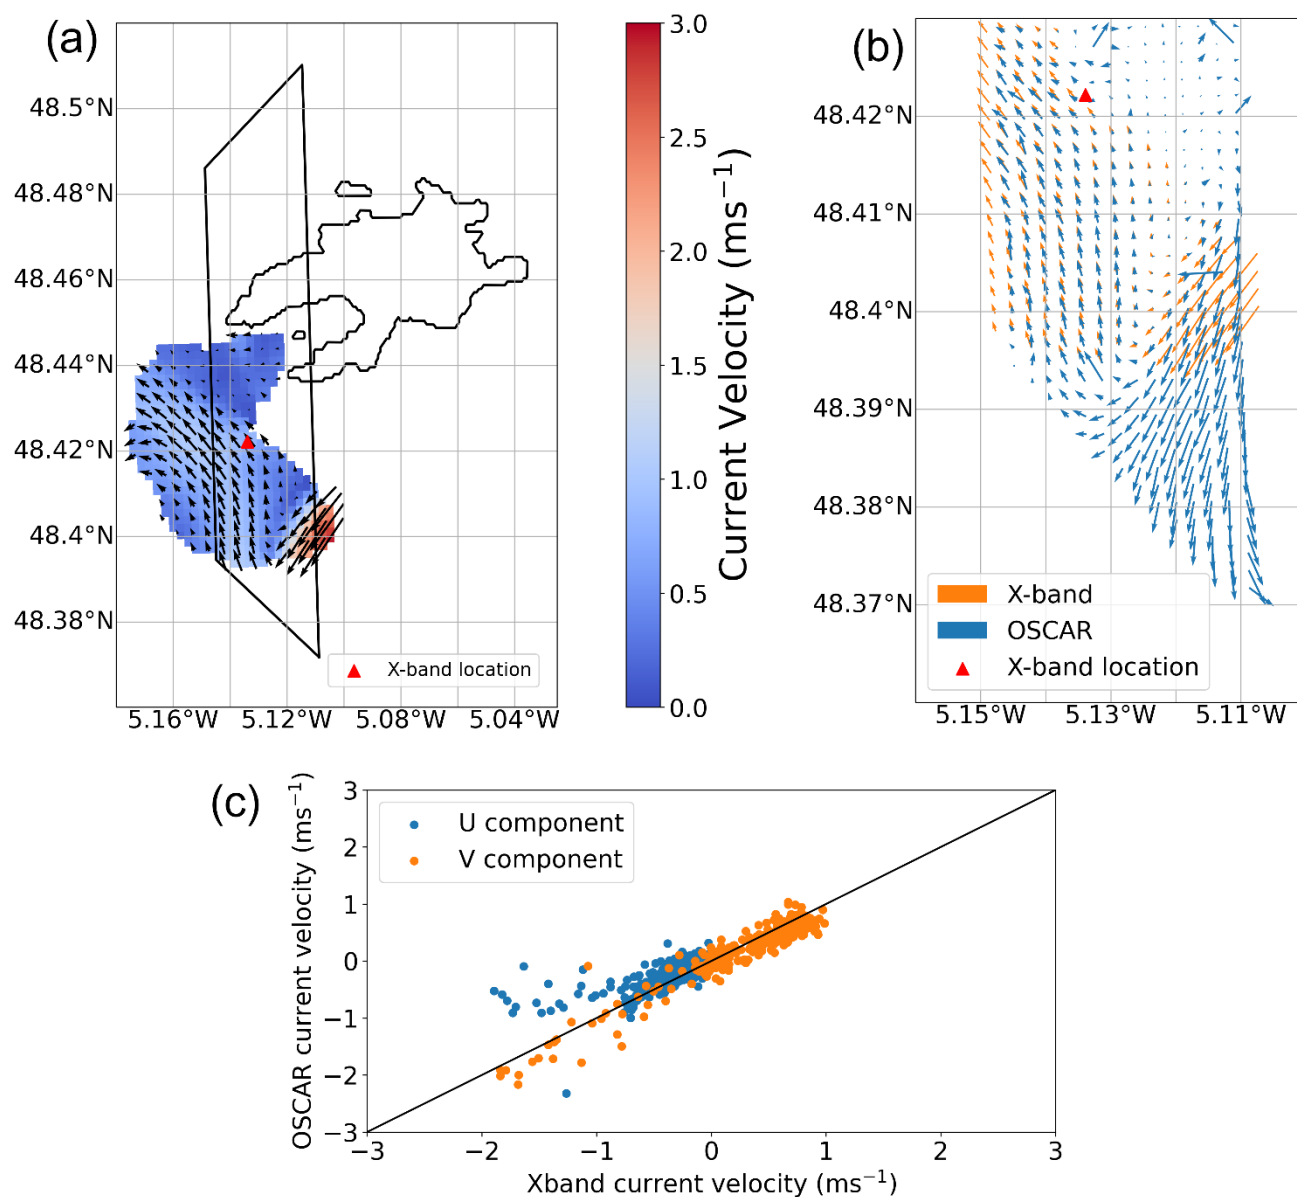 (a)
48.5°N
48.48°N
48.46°N
48.44°N
48.42°N
48.4°N
48.38°N
5.16°W 5.12°W 5.08°W 5.04°W
X-band location
3.0
2.5
2.0
1.5
1.0
0.5
0.0
Current Velocity (ms⁻¹)
(b)
48.42°N
48.41°N
48.4°N
48.39°N
48.38°N
48.37°N
5.15°W 5.13°W 5.11°W
X-band
OSCAR
X-band location
(c)
OSCAR current velocity (ms⁻¹)
3
2
1
0
−1
−2
−3
−3 −2 −1 0 1 2 3
Xband current velocity (ms⁻¹)
U component
V component